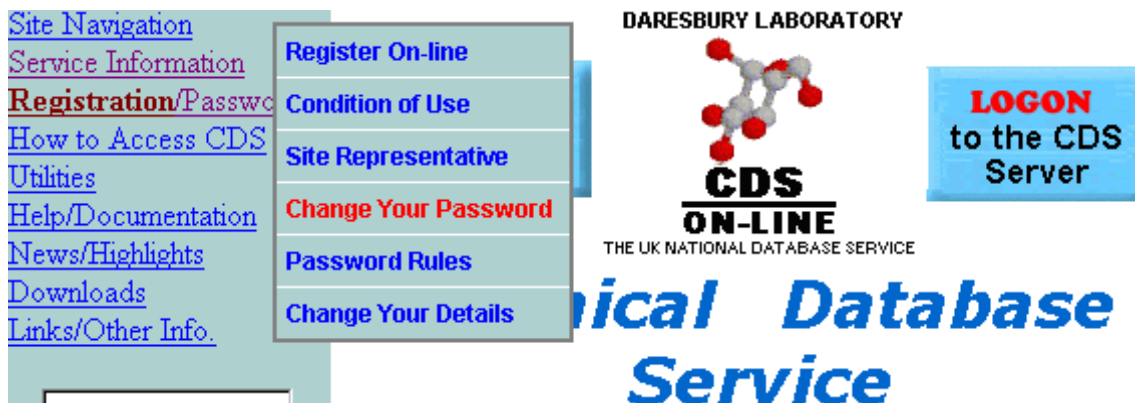 Site Navigation
Service Information
Registration/Passwo
How to Access CDS
Utilities
Help/Documentation
News/Highlights
Downloads
Links/Other Info.
Register On-line
Condition of Use
Site Representative
Change Your Password
Password Rules
Change Your Details
DARESBURY LABORATORY
CDS
ON-LINE
THE UK NATIONAL DATABASE SERVICE
LOGON
to the CDS
Server
ical Database
Service